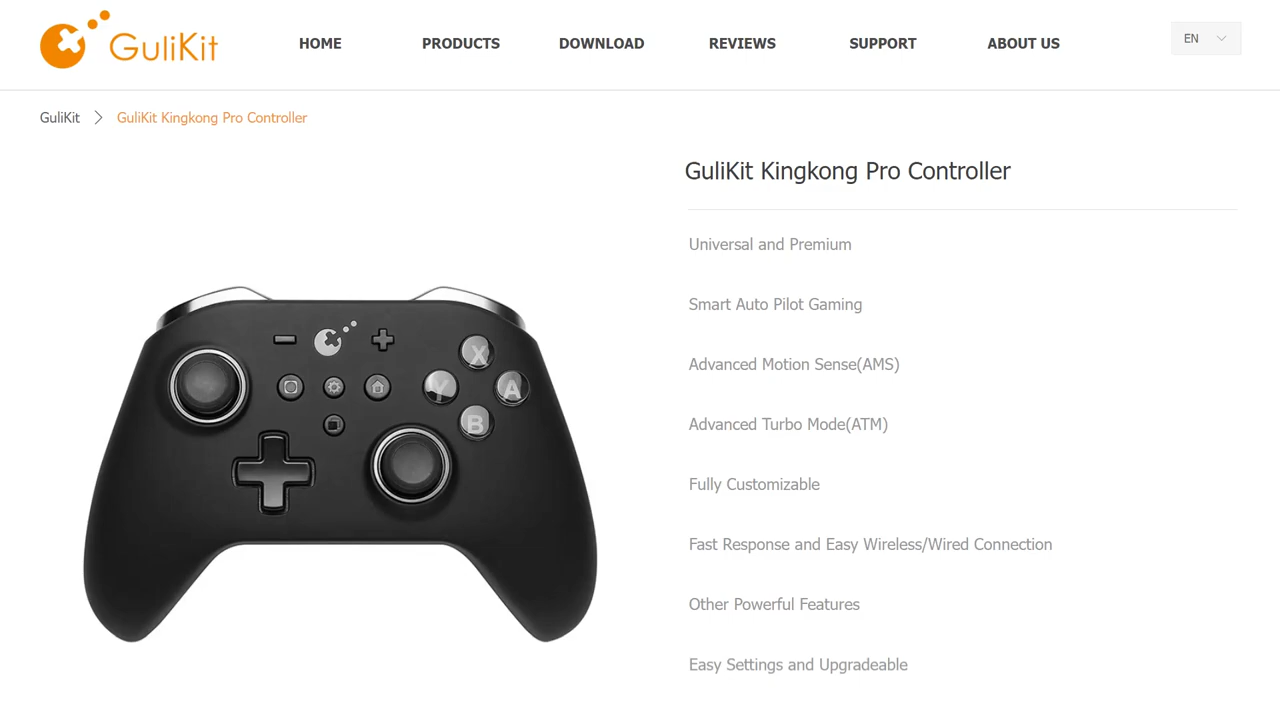 GuliKit
HOME
PRODUCTS
DOWNLOAD
REVIEWS
SUPPORT
ABOUT US
EN
GuliKit > GuliKit Kingkong Pro Controller
GuliKit Kingkong Pro Controller
Universal and Premium
Smart Auto Pilot Gaming
Advanced Motion Sense(AMS)
Advanced Turbo Mode(ATM)
Fully Customizable
Fast Response and Easy Wireless/Wired Connection
Other Powerful Features
Easy Settings and Upgradeable
X
Y
A
B